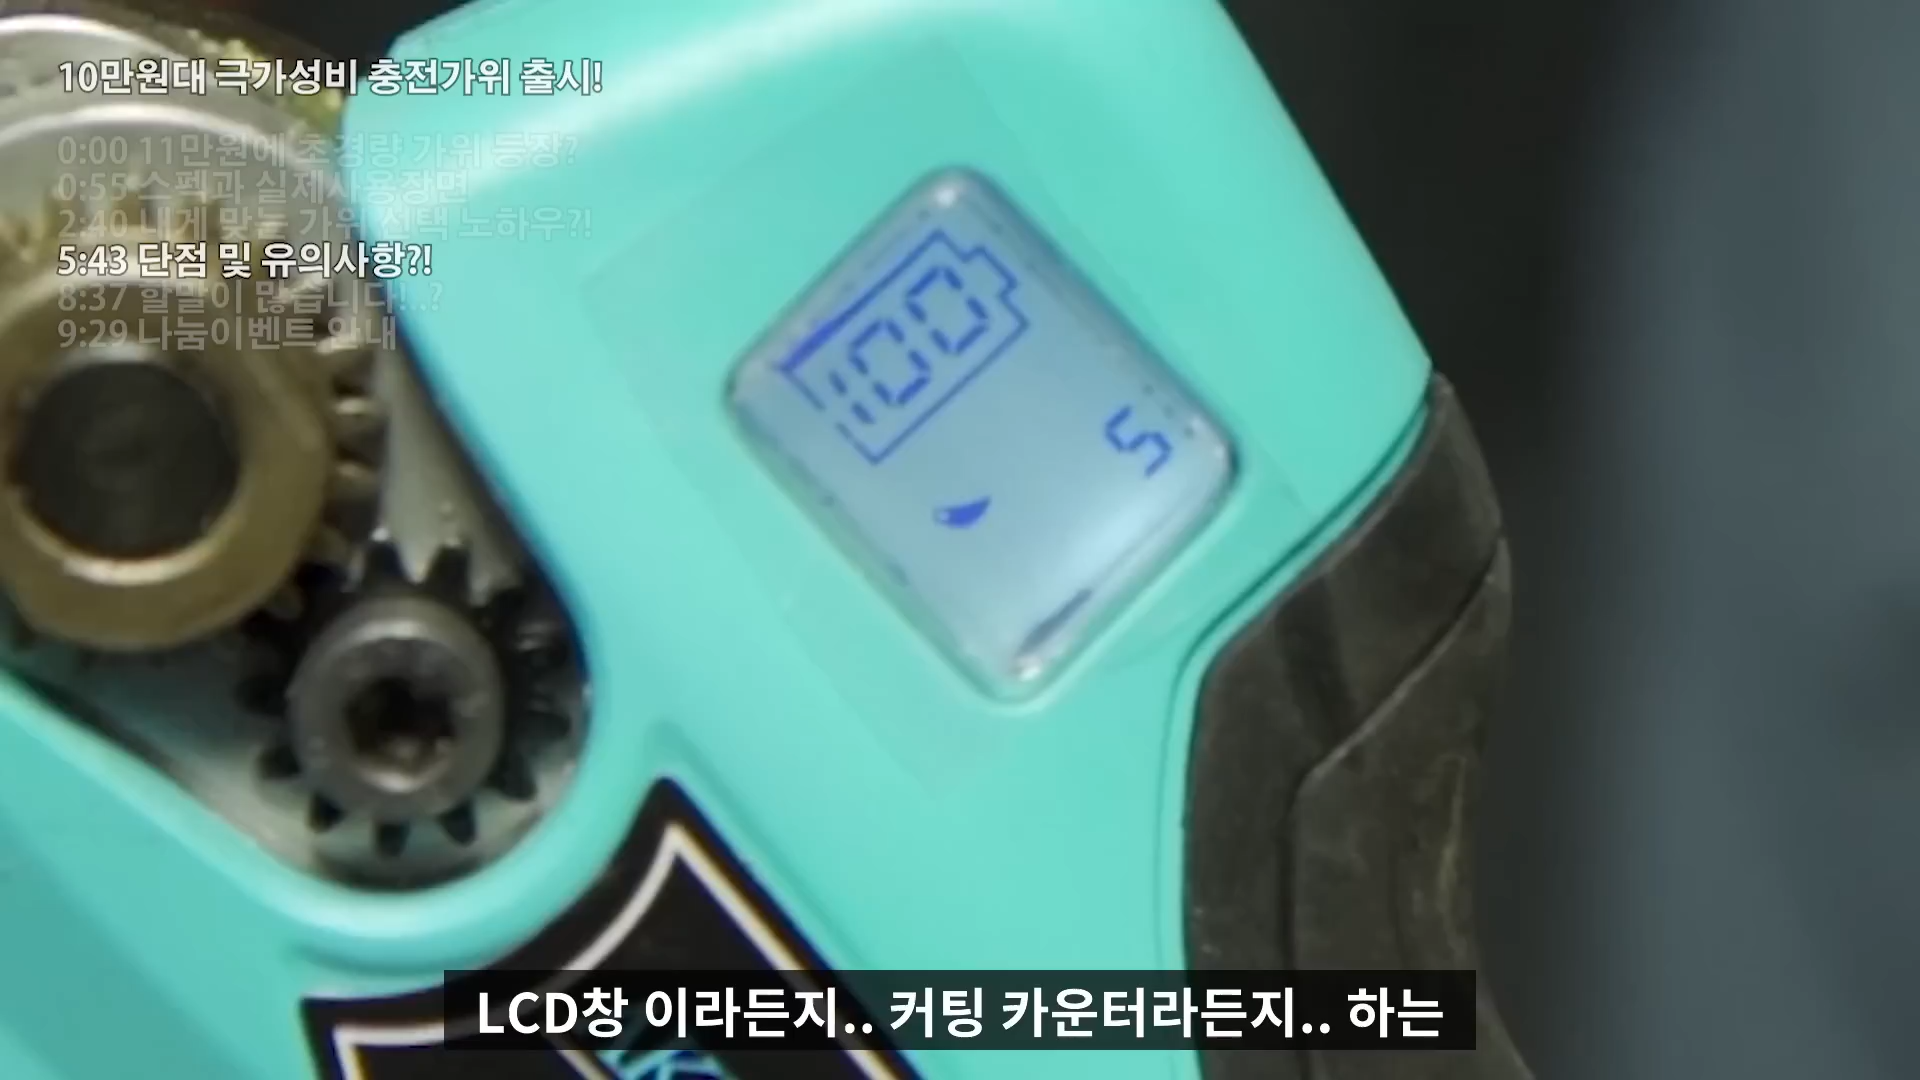 10만원대 극가성비 충전가위 출시!
0:00 11만원에 초경량 가위 등장?
0:55 스펙과 실제사용장면
2:40 내게 맞는 가위 선택 노하우?!
5:43 단점 및 유의사항?!
8:37 할말이 많습니다!..?
9:29 나눔이벤트 안내
100
5
LCD창 이라든지.. 커팅 카운터라든지.. 하는